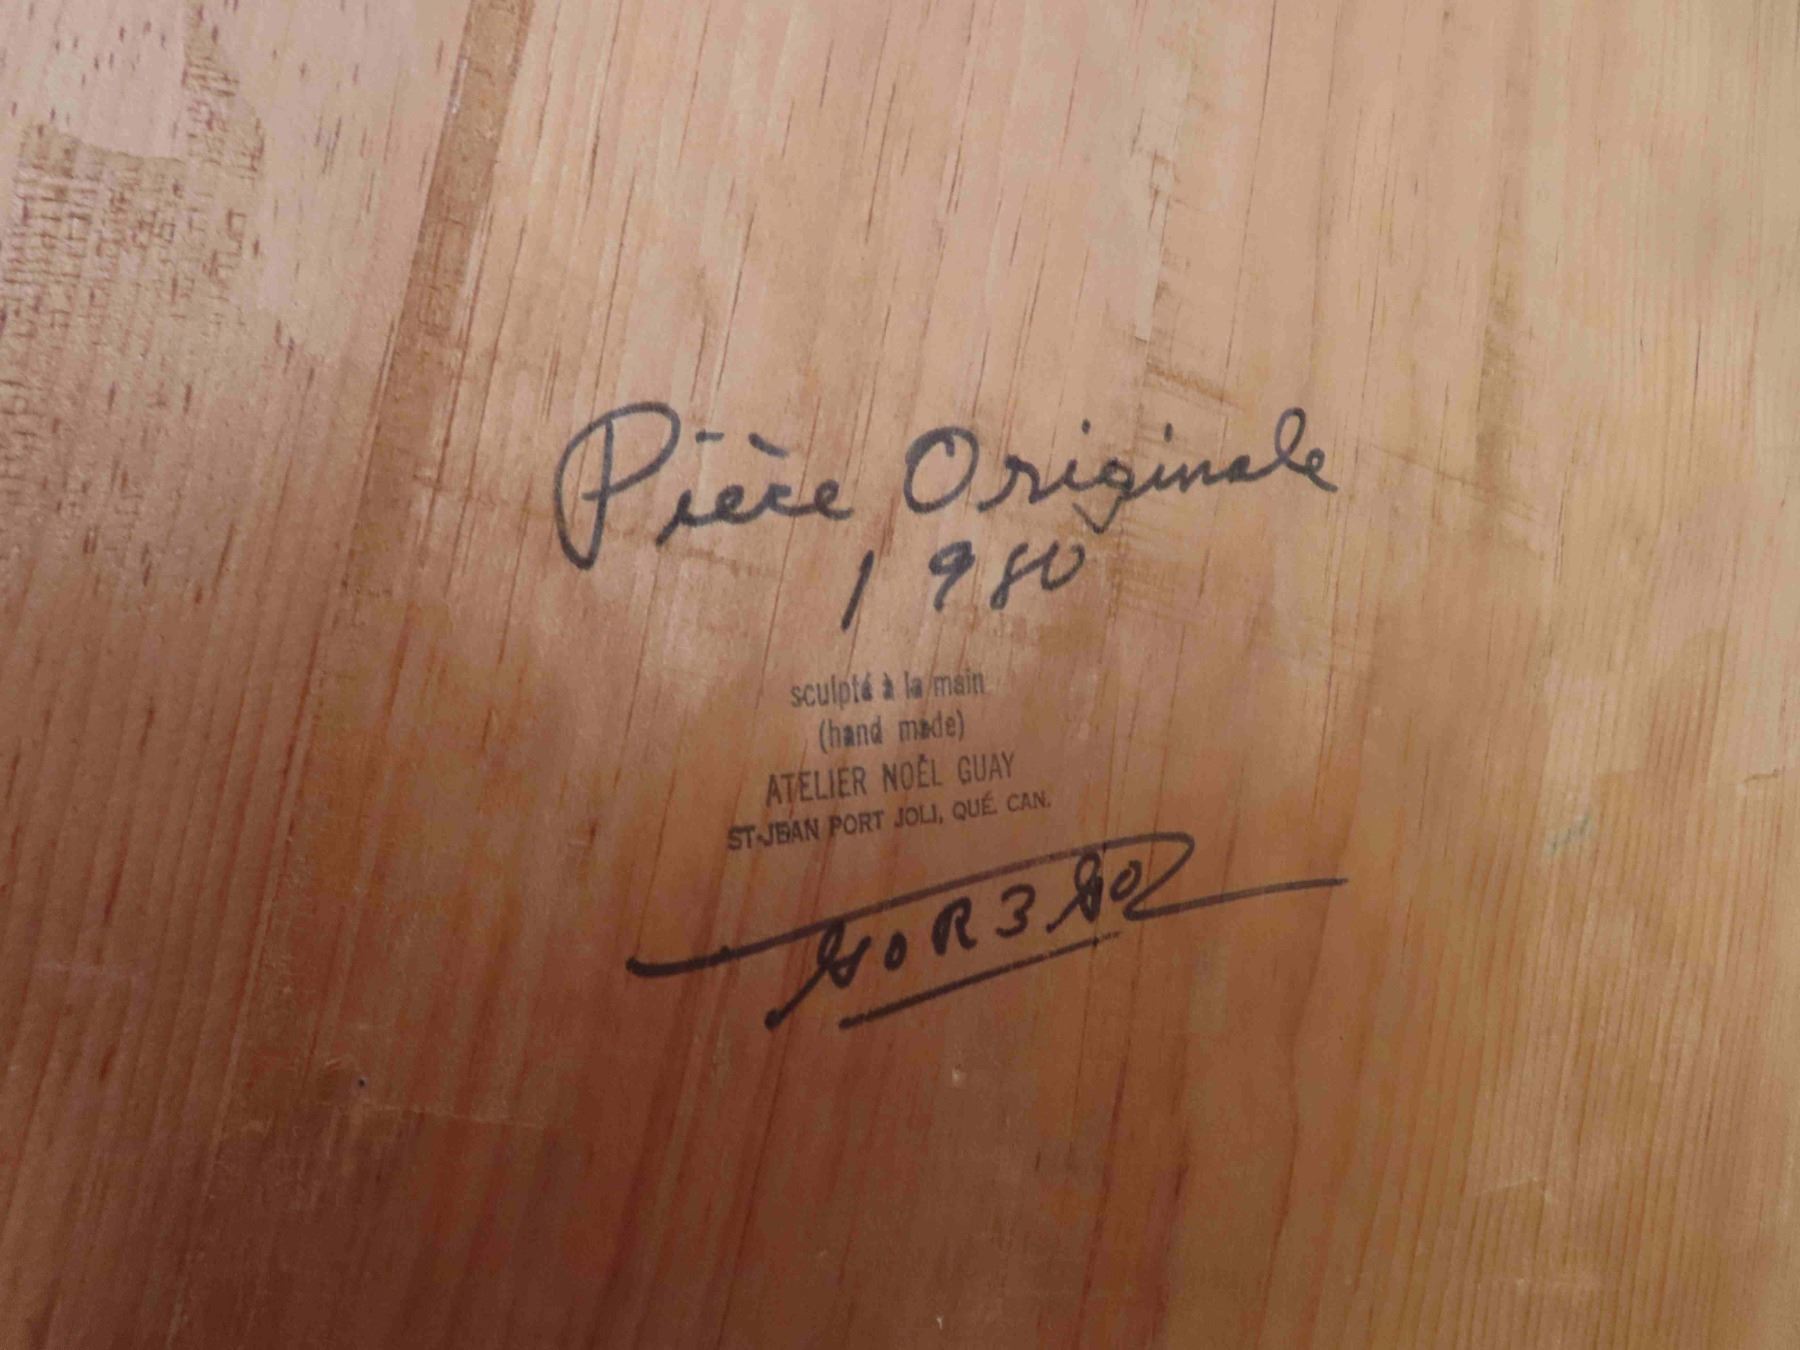 Pièce Originale
1980
sculpté à la main
(hand made)
ATELIER NOËL GUAY
ST-JEAN PORT JOLI, QUÉ. CAN.